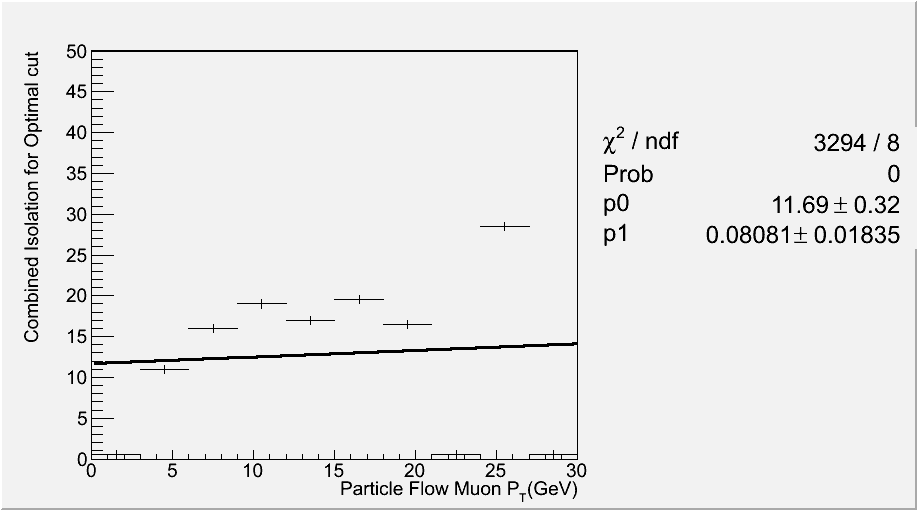 Combined Isolation for Optimal cut
50
45
40
35
30
25
20
15
10
5
0
0 5 10 15 20 25 30
Particle Flow Muon P_T(GeV)
χ² / ndf 3294 / 8
Prob 0
p0 11.69 ± 0.32
p1 0.08081 ± 0.01835